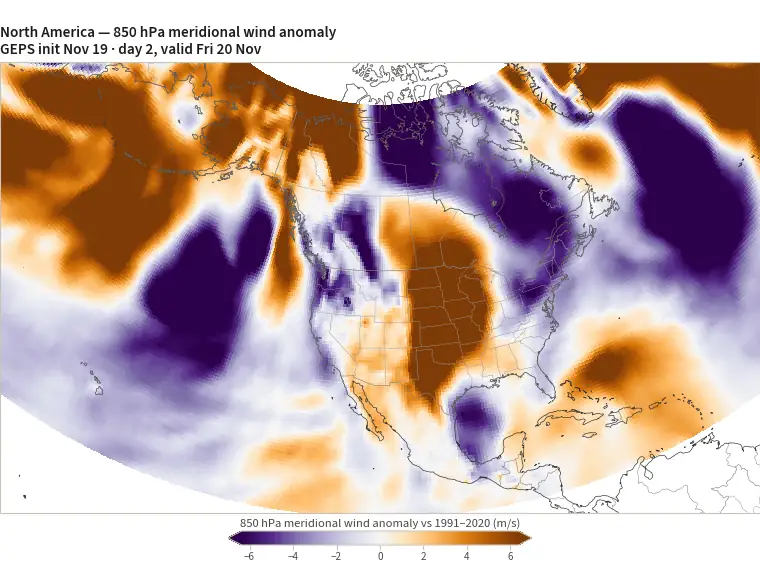 North America — 850 hPa meridional wind anomaly
GEPS init Nov 19 · day 2, valid Fri 20 Nov
850 hPa meridional wind anomaly vs 1991–2020 (m/s)
−6 −4 −2 0 2 4 6